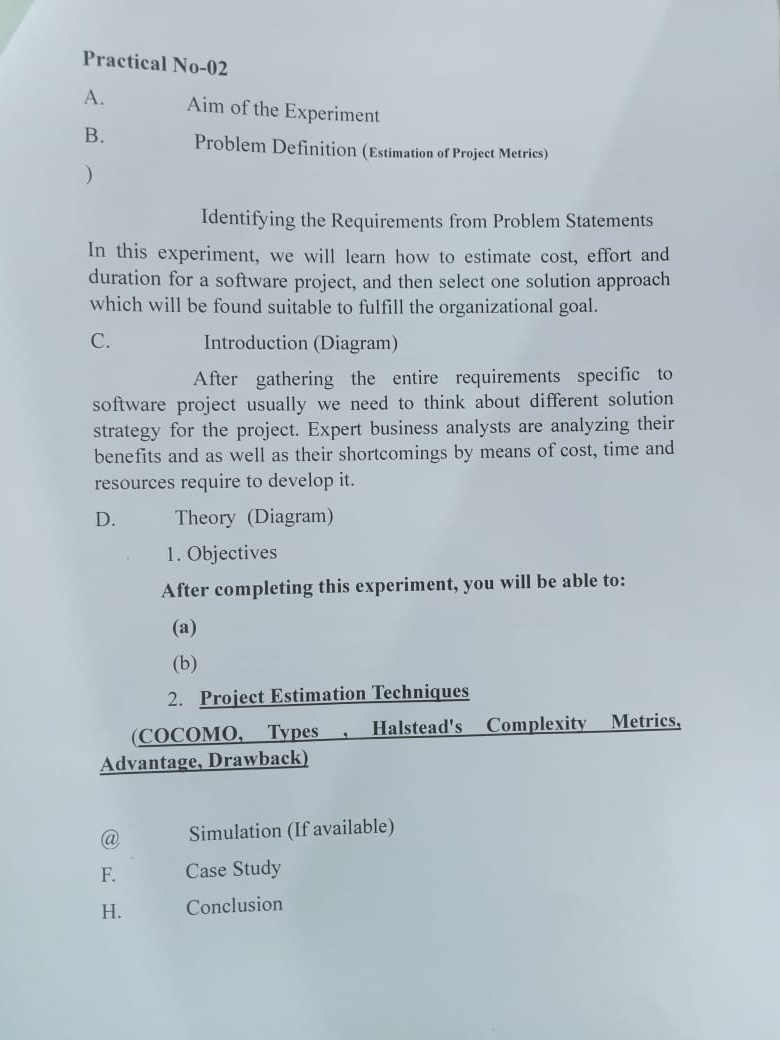 Practical No-02
A. Aim of the Experiment
B. Problem Definition (Estimation of Project Metrics)
)
Identifying the Requirements from Problem Statements
In this experiment, we will learn how to estimate cost, effort and
duration for a software project, and then select one solution approach
which will be found suitable to fulfill the organizational goal.
C. Introduction (Diagram)
After gathering the entire requirements specific to
software project usually we need to think about different solution
strategy for the project. Expert business analysts are analyzing their
benefits and as well as their shortcomings by means of cost, time and
resources require to develop it.
D. Theory (Diagram)
1. Objectives
After completing this experiment, you will be able to:
(a)
(b)
2. Project Estimation Techniques
(COCOMO, Types , Halstead's Complexity Metrics,
Advantage, Drawback)
@ Simulation (If available)
F. Case Study
H. Conclusion